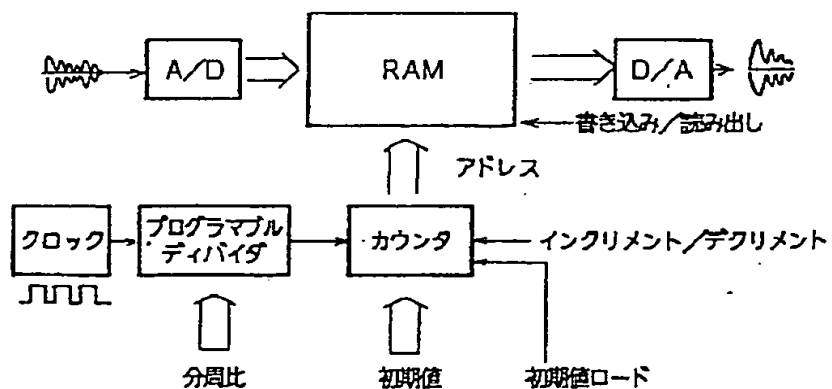 A/D
RAM
D/A
書き込み/読み出し
アドレス
クロック
プログラマブル
ディバイダ
カウンタ
インクリメント/デクリメント
分周比
初期値
初期値ロード